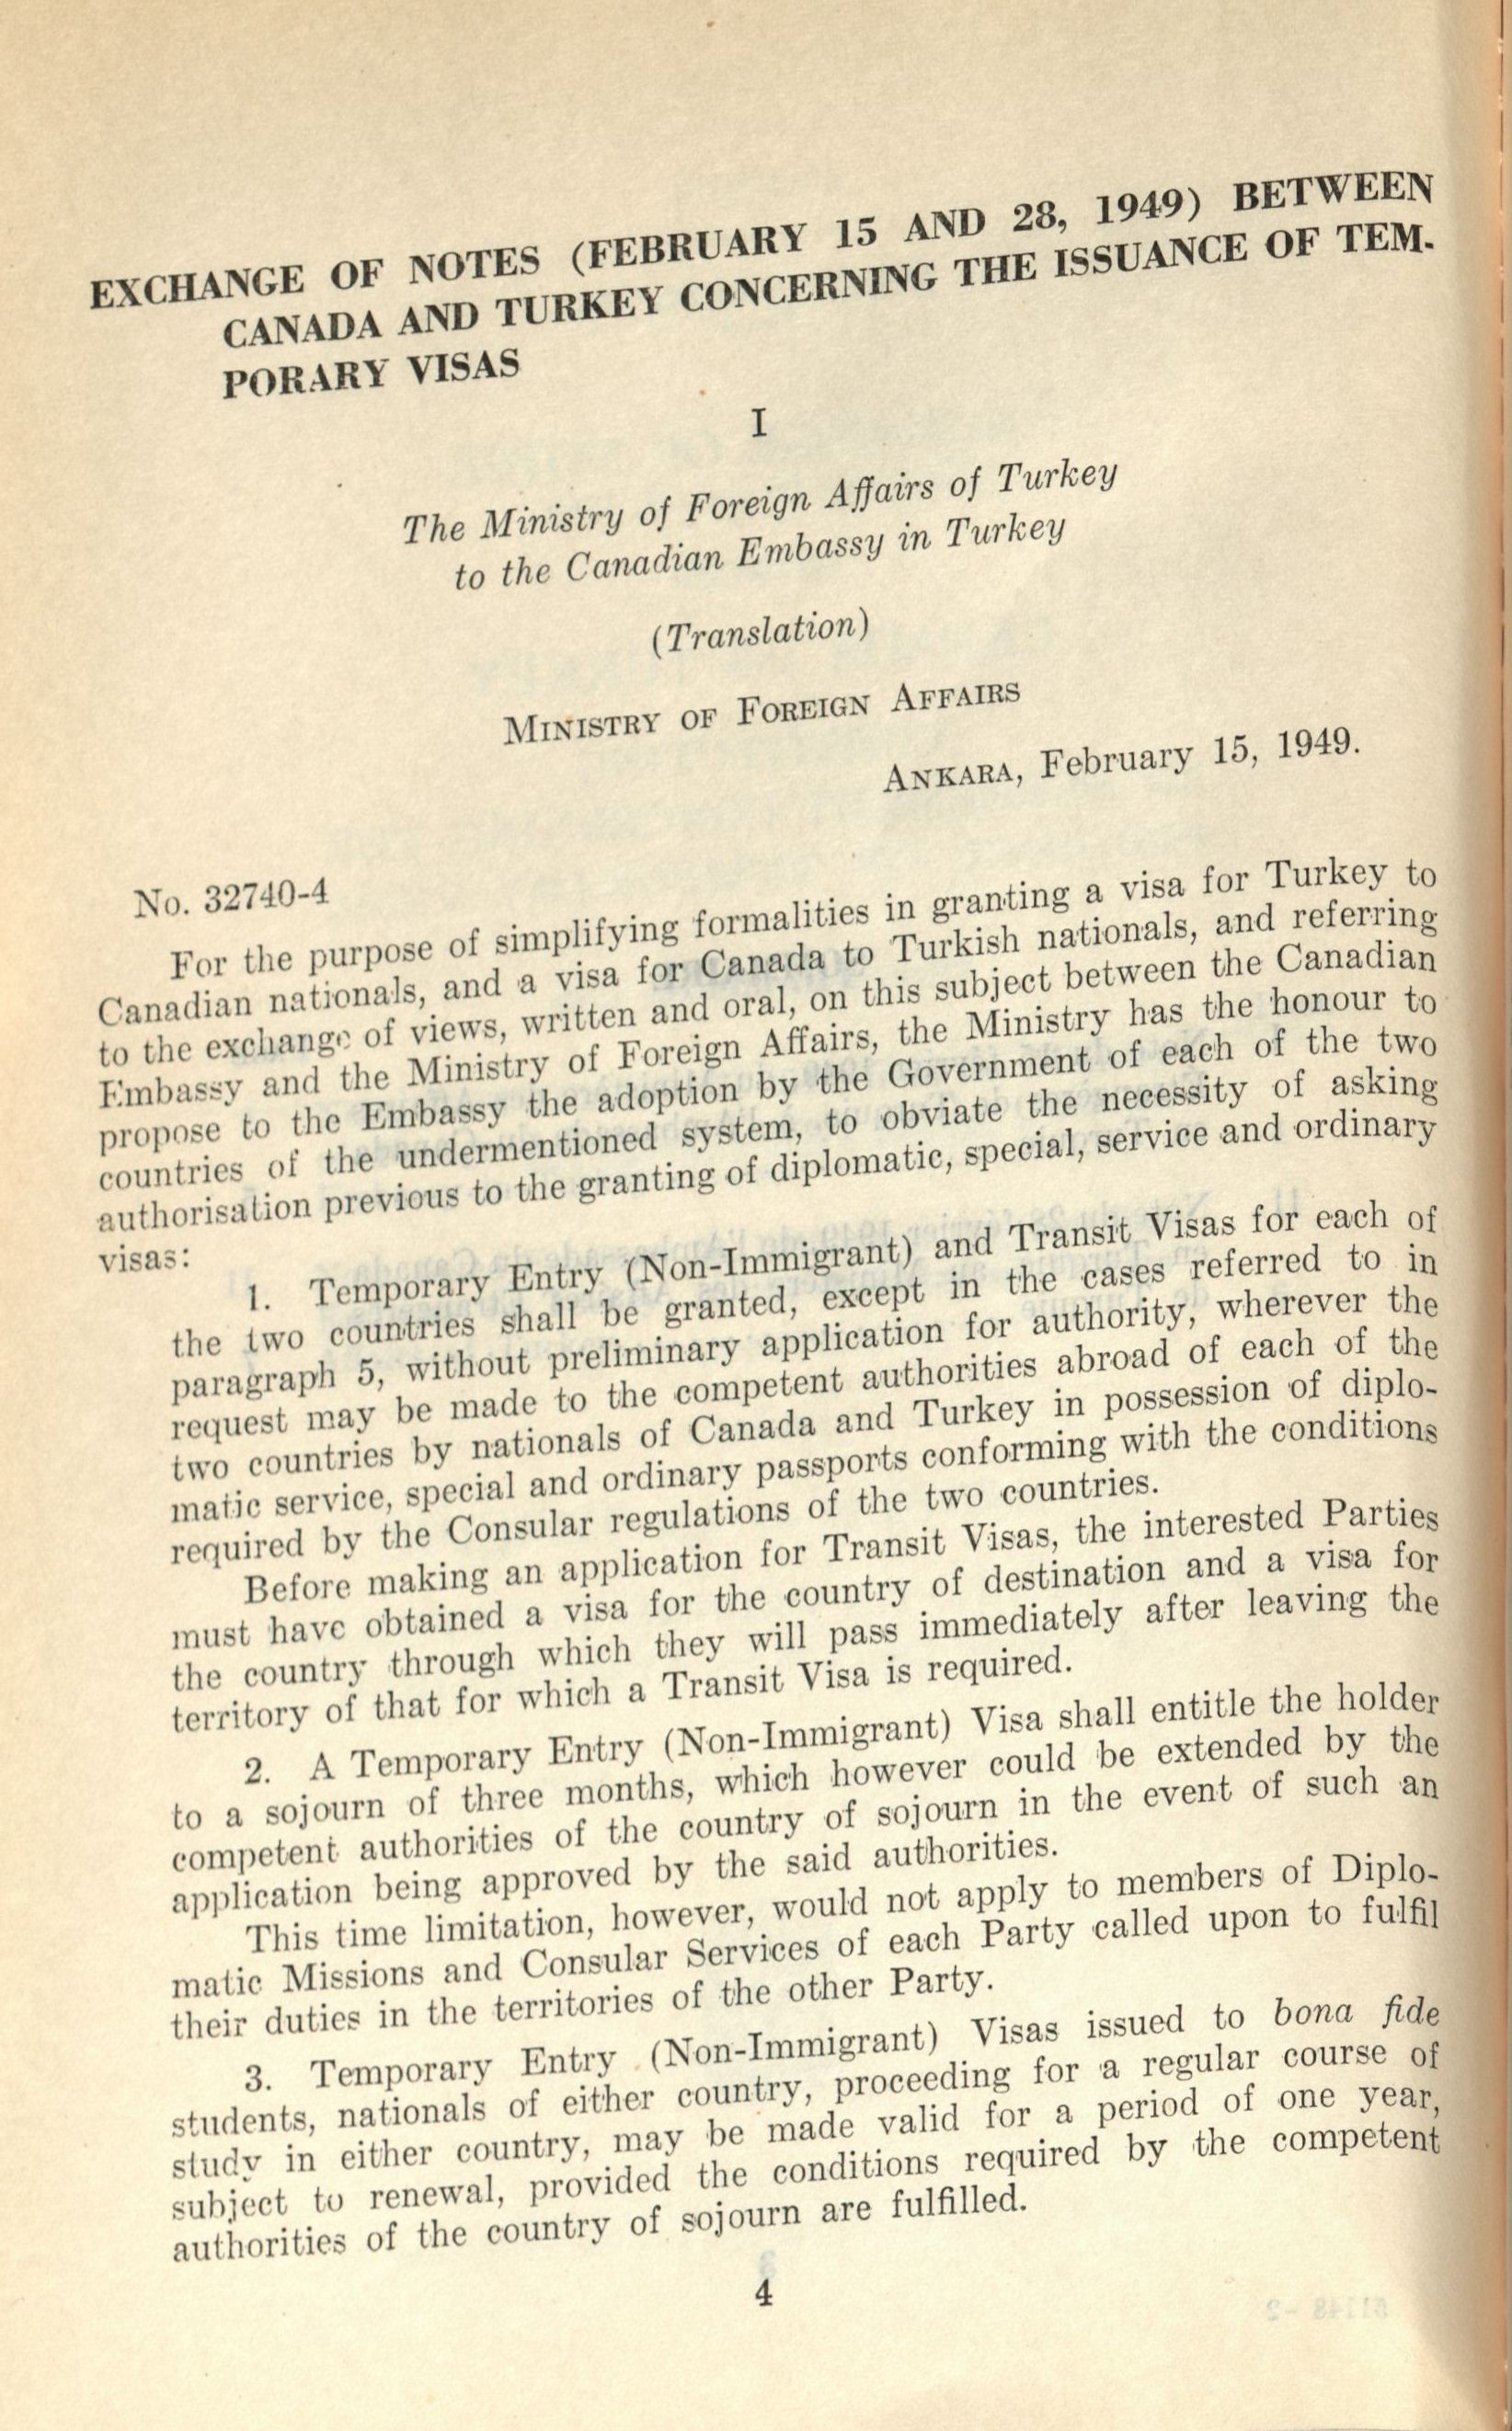 EXCHANGE OF NOTES (FEBRUARY 15 AND 28, 1949) BETWEEN
CANADA AND TURKEY CONCERNING THE ISSUANCE OF TEM-
PORARY VISAS
I
The Ministry of Foreign Affairs of Turkey
to the Canadian Embassy in Turkey
(Translation)
MINISTRY OF FOREIGN AFFAIRS
ANKARA, February 15, 1949.
No. 32740-4
For the purpose of simplifying formalities in granting a visa for Turkey to
Canadian nationals, and a visa for Canada to Turkish nationals, and referring
to the exchange of views, written and oral, on this subject between the Canadian
Embassy and the Ministry of Foreign Affairs, the Ministry has the honour to
propose to the Embassy the adoption by the Government of each of the two
countries of the undermentioned system, to obviate the necessity of asking
authorisation previous to the granting of diplomatic, special, service and ordinary
visas:
1. Temporary Entry (Non-Immigrant) and Transit Visas for each of
the two countries shall be granted, except in the cases referred to in
paragraph 5, without preliminary application for authority, wherever the
request may be made to the competent authorities abroad of each of the
two countries by nationals of Canada and Turkey in possession of diplo-
matic service, special and ordinary passports conforming with the conditions
required by the Consular regulations of the two countries.
Before making an application for Transit Visas, the interested Parties
must have obtained a visa for the country of destination and a visa for
the country through which they will pass immediately after leaving the
territory of that for which a Transit Visa is required.
2. A Temporary Entry (Non-Immigrant) Visa shall entitle the holder
to a sojourn of three months, which however could be extended by the
competent authorities of the country of sojourn in the event of such an
application being approved by the said authorities.
This time limitation, however, would not apply to members of Diplo-
matic Missions and Consular Services of each Party called upon to fulfil
their duties in the territories of the other Party.
3. Temporary Entry (Non-Immigrant) Visas issued to bona fide
students, nationals of either country, proceeding for a regular course of
study in either country, may be made valid for a period of one year,
subject to renewal, provided the conditions required by the competent
authorities of the country of sojourn are fulfilled.
4